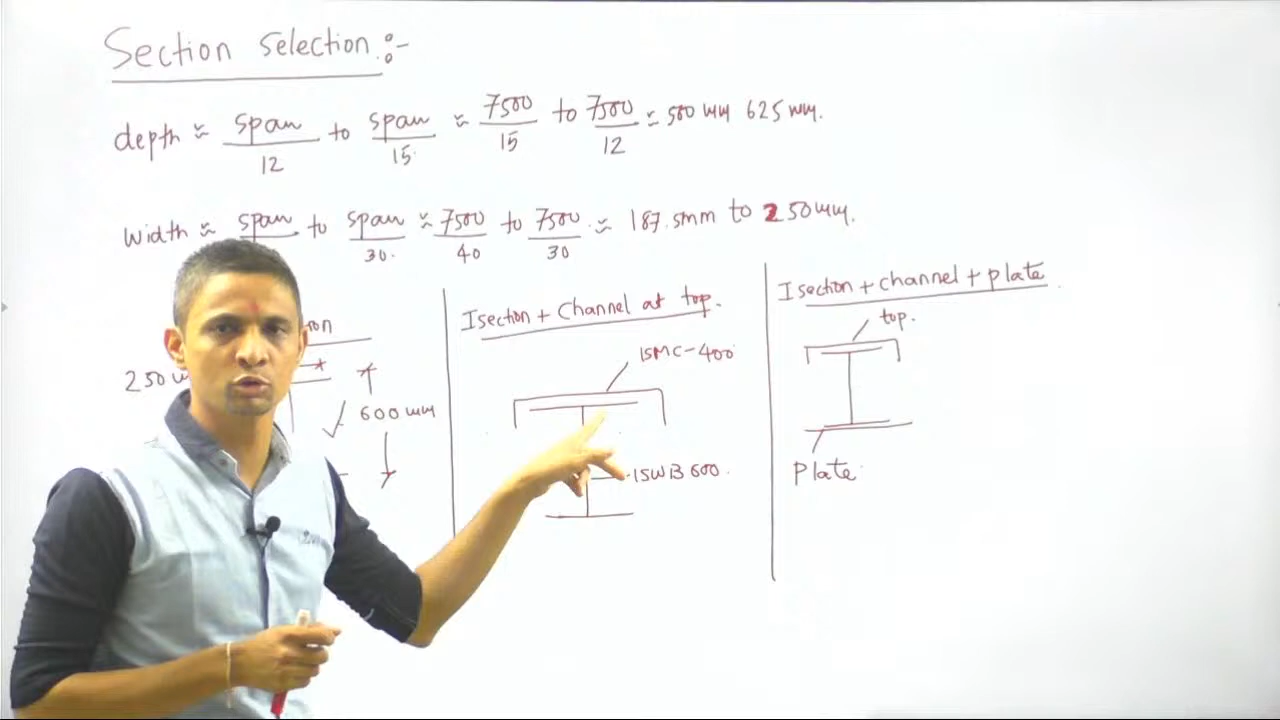 Section Selection :-
depth ≈ span/12 to span/15 ≈ 7500/15 to 7500/12 ≈ 500 mm 625 mm.
width ≈ span to span/30. ≈ 7500/40 to 7500/30 ≈ 187.5mm to 250mm.
I section + Channel at top.
ISMC-400
ISWB 600.
250
600 mm
I section + channel + plate
top.
plate